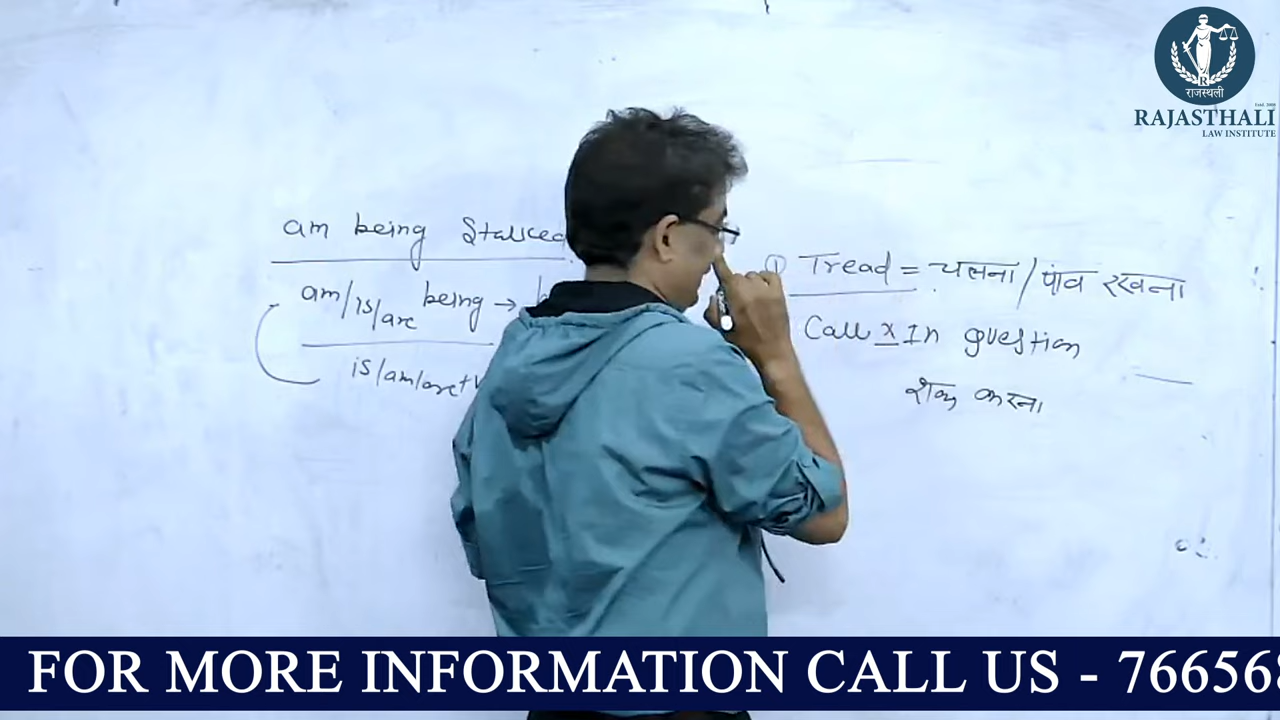 राजस्थली
RAJASTHALI
LAW INSTITUTE
am being Stalked
am/is/are being →
is/am/are+
① Tread = चलना/पांव रखना
Call x In question
शक करना
FOR MORE INFORMATION CALL US - 76656